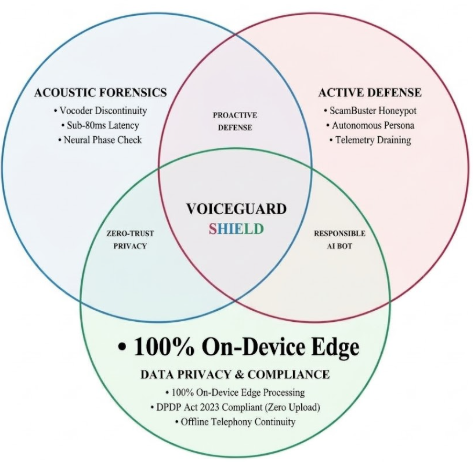 ACOUSTIC FORENSICS
• Vocoder Discontinuity
• Sub-80ms Latency
• Neural Phase Check
PROACTIVE
DEFENSE
ACTIVE DEFENSE
• ScamBuster Honeypot
• Autonomous Persona
• Telemetry Draining
VOICEGUARD
SHIELD
ZERO-TRUST
PRIVACY
RESPONSIBLE
AI BOT
• 100% On-Device Edge
DATA PRIVACY & COMPLIANCE
• 100% On-Device Edge Processing
• DPDP Act 2023 Compliant (Zero Upload)
• Offline Telephony Continuity